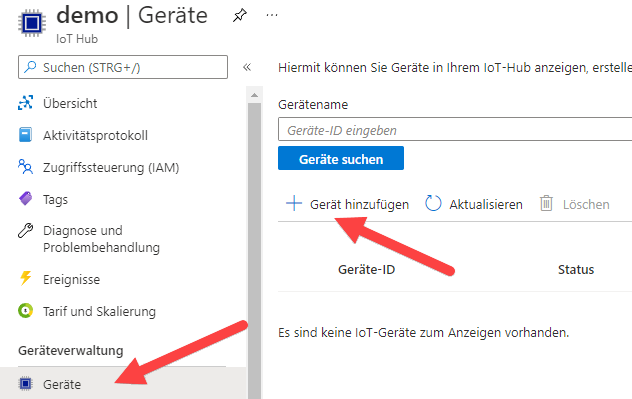 demo | Geräte
IoT Hub
Suchen (STRG+/)
Übersicht
Aktivitätsprotokoll
Zugriffssteuerung (IAM)
Tags
Diagnose und
Problembehandlung
Ereignisse
Tarif und Skalierung
Geräteverwaltung
Geräte
Hiermit können Sie Geräte in Ihrem IoT-Hub anzeigen, erstelle
Gerätename
Geräte-ID eingeben
Geräte suchen
Gerät hinzufügen Aktualisieren Löschen
Geräte-ID Status
Es sind keine IoT-Geräte zum Anzeigen vorhanden.